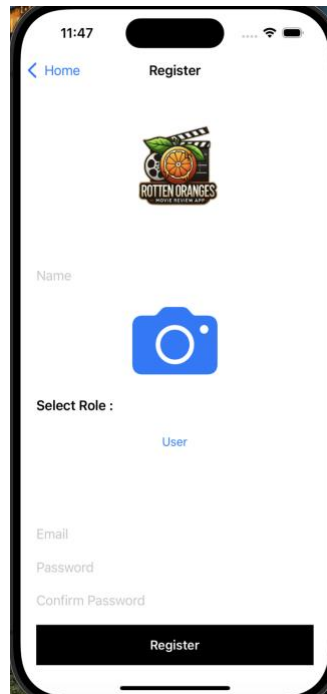 11:47
Home
Register
ROTTEN ORANGES
MOVIE REVIEW APP
Name
Select Role :
User
Email
Password
Confirm Password
Register